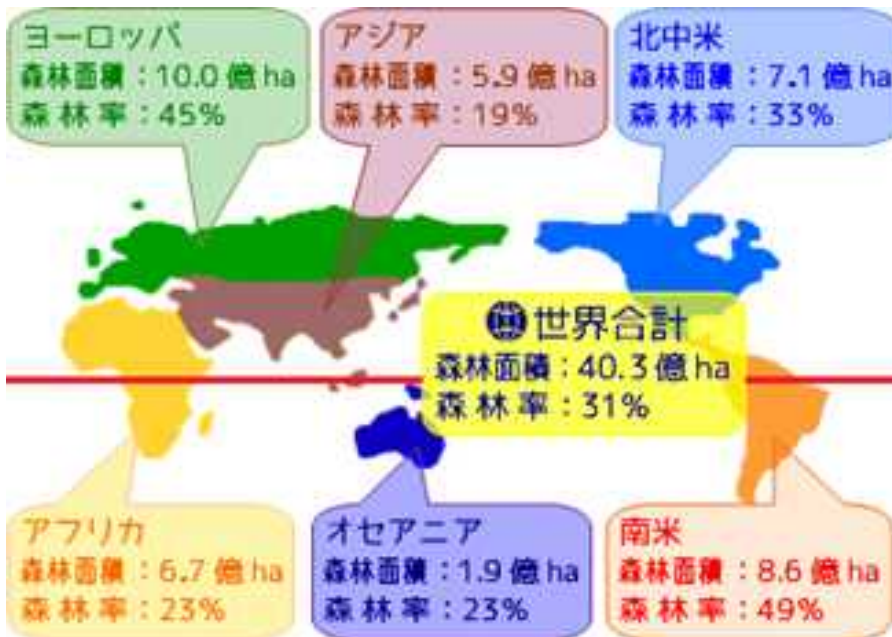 ヨーロッパ
森林面積：10.0 億 ha
森 林 率：45%
アジア
森林面積：5.9 億 ha
森 林 率：19%
北中米
森林面積：7.1 億 ha
森 林 率：33%
世界合計
森林面積：40.3 億 ha
森 林 率：31%
アフリカ
森林面積：6.7 億 ha
森 林 率：23%
オセアニア
森林面積：1.9 億 ha
森 林 率：23%
南米
森林面積：8.6 億 ha
森 林 率：49%